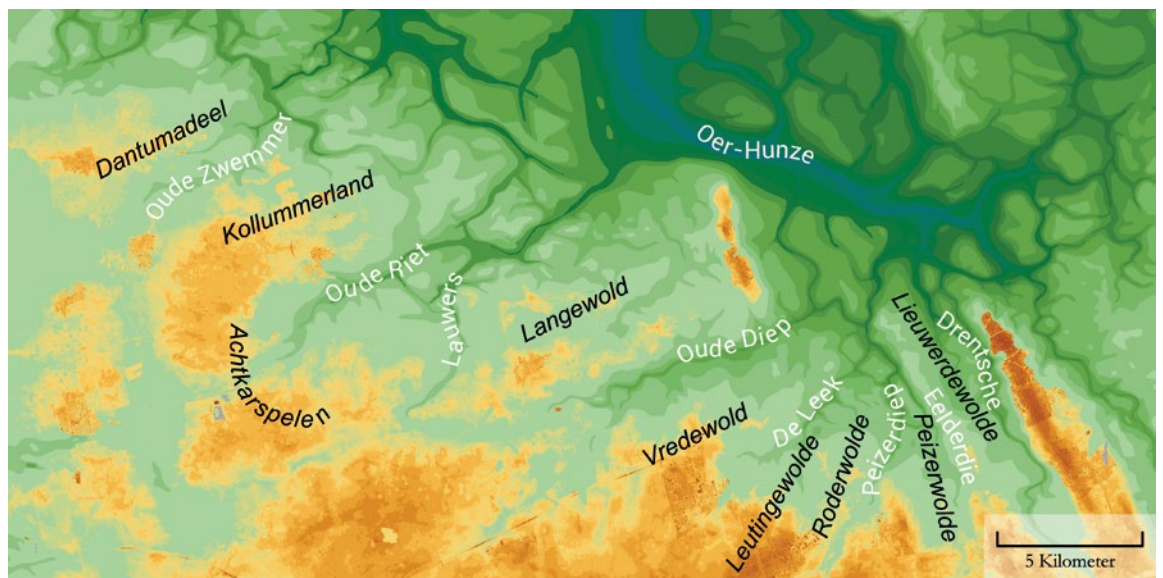 Dantumadeel
Oude Zwemmer
Kollummerland
Oer-Hunze
Oude Riet
Lauwers
Langewold
Achtkarspelen
Oude Diep
Lieuwerdewolde
Drentsche
Eelderdie
De Leek
Peizerdiep
Peizerwolde
Vredewold
Leutingewolde
Roderwolde
5 Kilometer